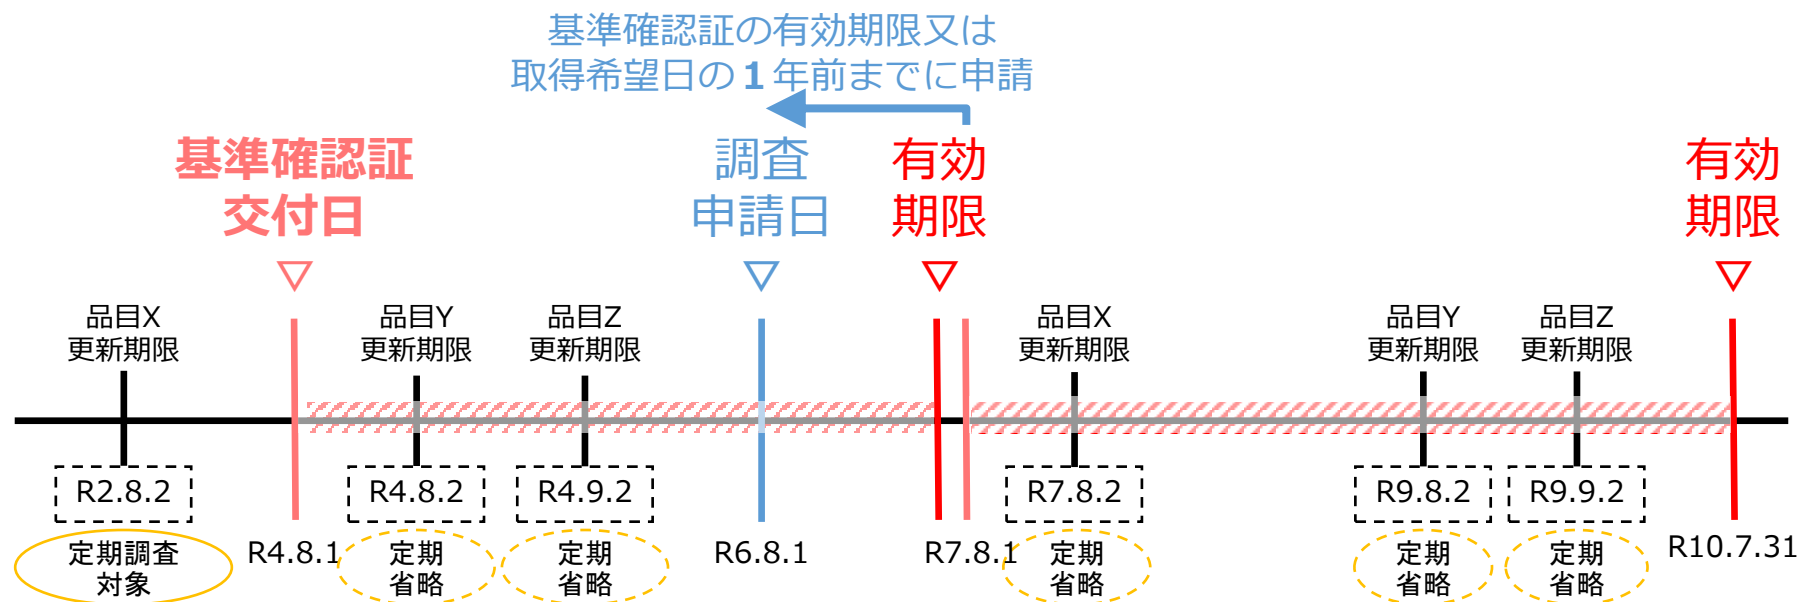 基準確認証の有効期限又は
取得希望日の1年前までに申請
基準確認証
交付日
調査
申請日
有効
期限
有効
期限
品目X
更新期限
品目Y
更新期限
品目Z
更新期限
品目X
更新期限
品目Y
更新期限
品目Z
更新期限
R2.8.2
R4.8.2
R4.9.2
R7.8.2
R9.8.2
R9.9.2
定期調査
対象
R4.8.1
定期
省略
定期
省略
R6.8.1
R7.8.1
定期
省略
定期
省略
定期
省略
R10.7.31